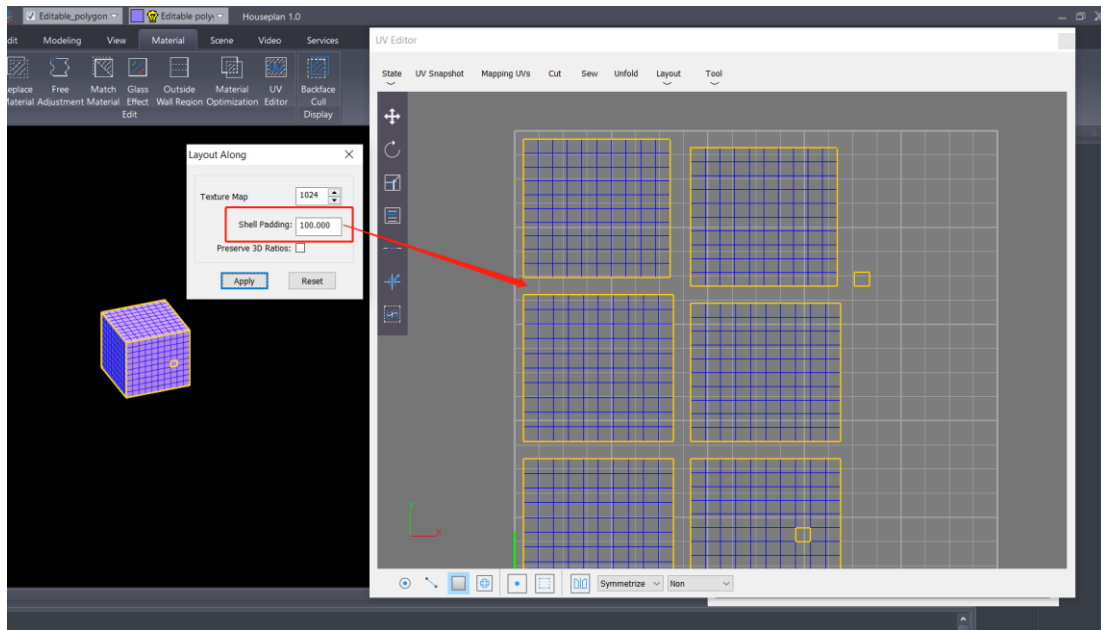 Editable_polygon
Editable poly
Houseplan 1.0
dit Modeling View Material Scene Video Services
eplace Free Match Glass Outside Material UV Backface
Material Adjustment Material Effect Wall Region Optimization Editor Cull
Edit Display
UV Editor
State UV Snapshot Mapping UVs Cut Sew Unfold Layout Tool
Layout Along
Texture Map 1024
Shell Padding: 100.000
Preserve 3D Ratios:
Apply Reset
y
x
Symmetrize Non